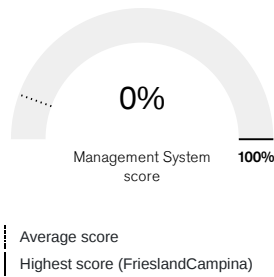 0%
Management System
score
100%
Average score
Highest score (FrieslandCampina)